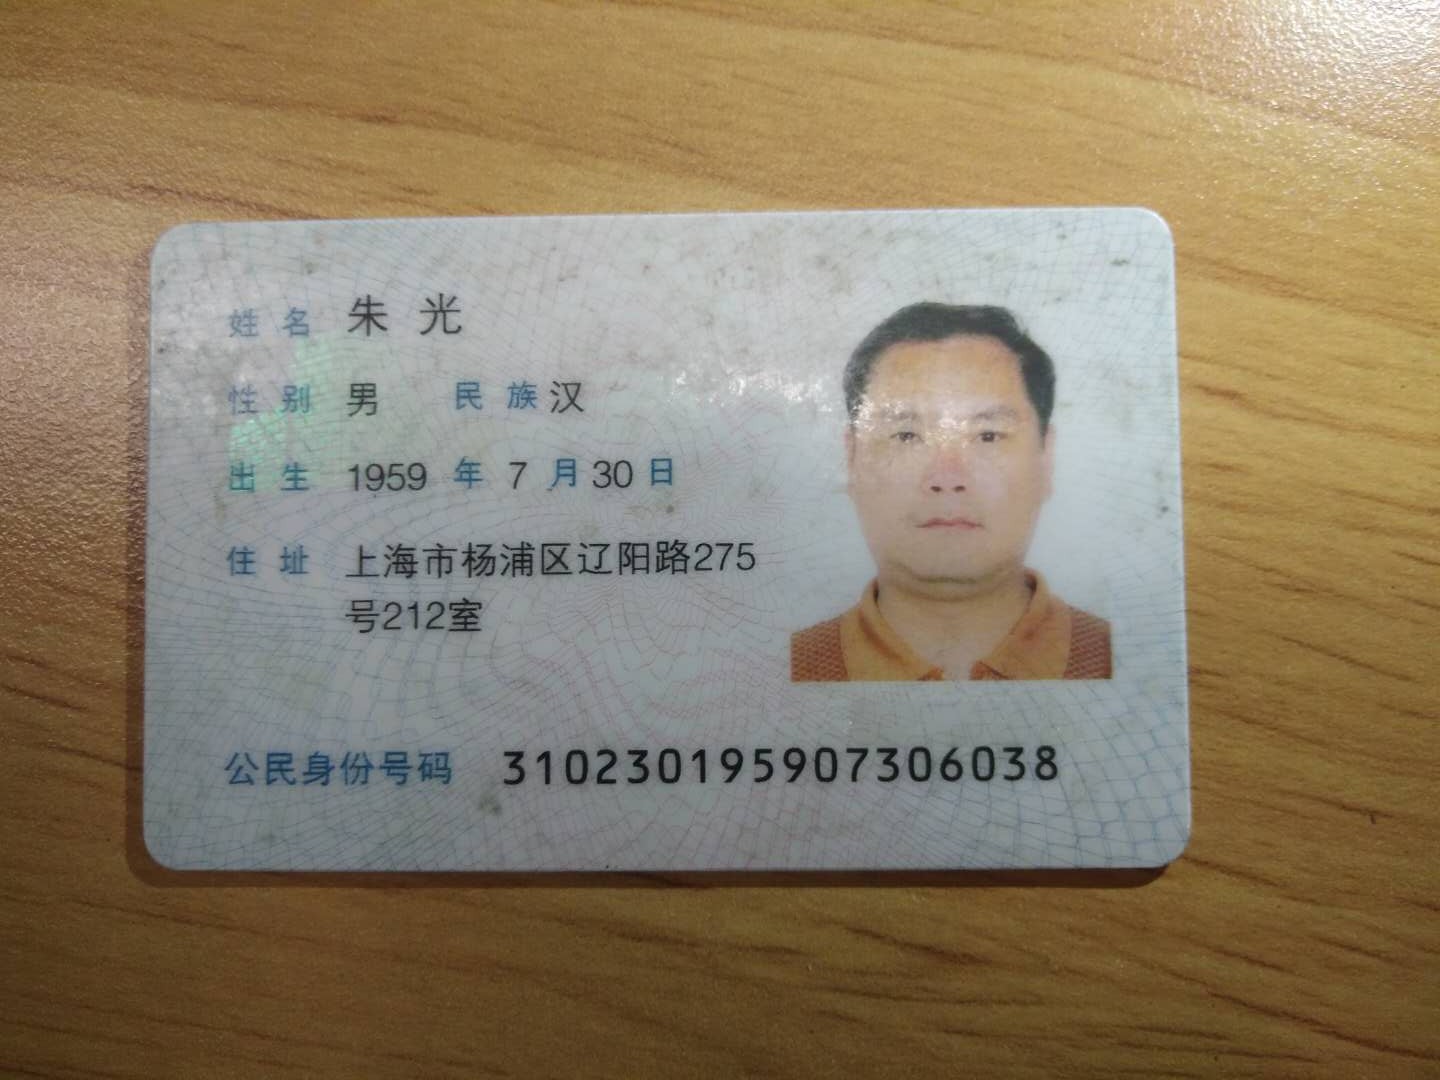 姓名 朱光
性别 男 民族 汉
出生 1959 年 7 月 30 日
住址 上海市杨浦区辽阳路275
号212室
公民身份号码 310230195907306038